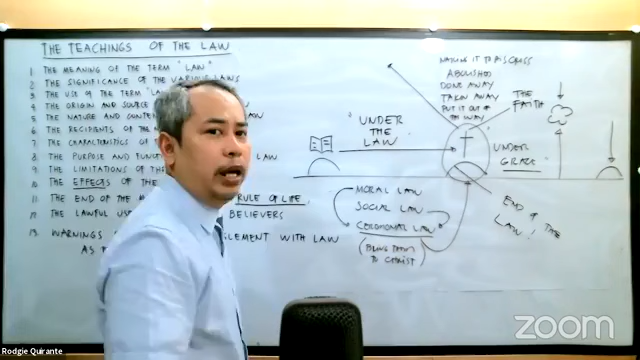 THE TEACHINGS OF THE LAW
1. THE MEANING OF THE TERM "LAW"
2. THE SIGNIFICANCE OF THE VARIOUS LAWS
3. THE USE OF THE TERM "LAW
4. THE ORIGIN AND SOURCE LAW
5. THE NATURE AND CONTEN LAW
6. THE RECIPIENTS OF THE
7. THE CHARACTERISTICS OF
8. THE PURPOSE AND FUNCT LAW
9. THE LIMITATIONS OF THE
10. THE EFFECTS OF THE
11. THE END OF THE RULE OF LIFE
12. THE LAWFUL USE BELIEVERS
13. WARNINGS GLEMENT WITH LAW
AS
NAILING IT TO HIS CROSS
ABOLISHED
DONE AWAY
TAKEN AWAY
PUT IT OUT OF
THE WAY
THE
FAITH
"UNDER
THE
LAW"
UNDER
GRACE
MORAL LAW
SOCIAL LAW
CEREMONIAL LAW
(BRING THEM
TO CHRIST)
END OF THE
LAW!
zoom
Rodgie Quirante